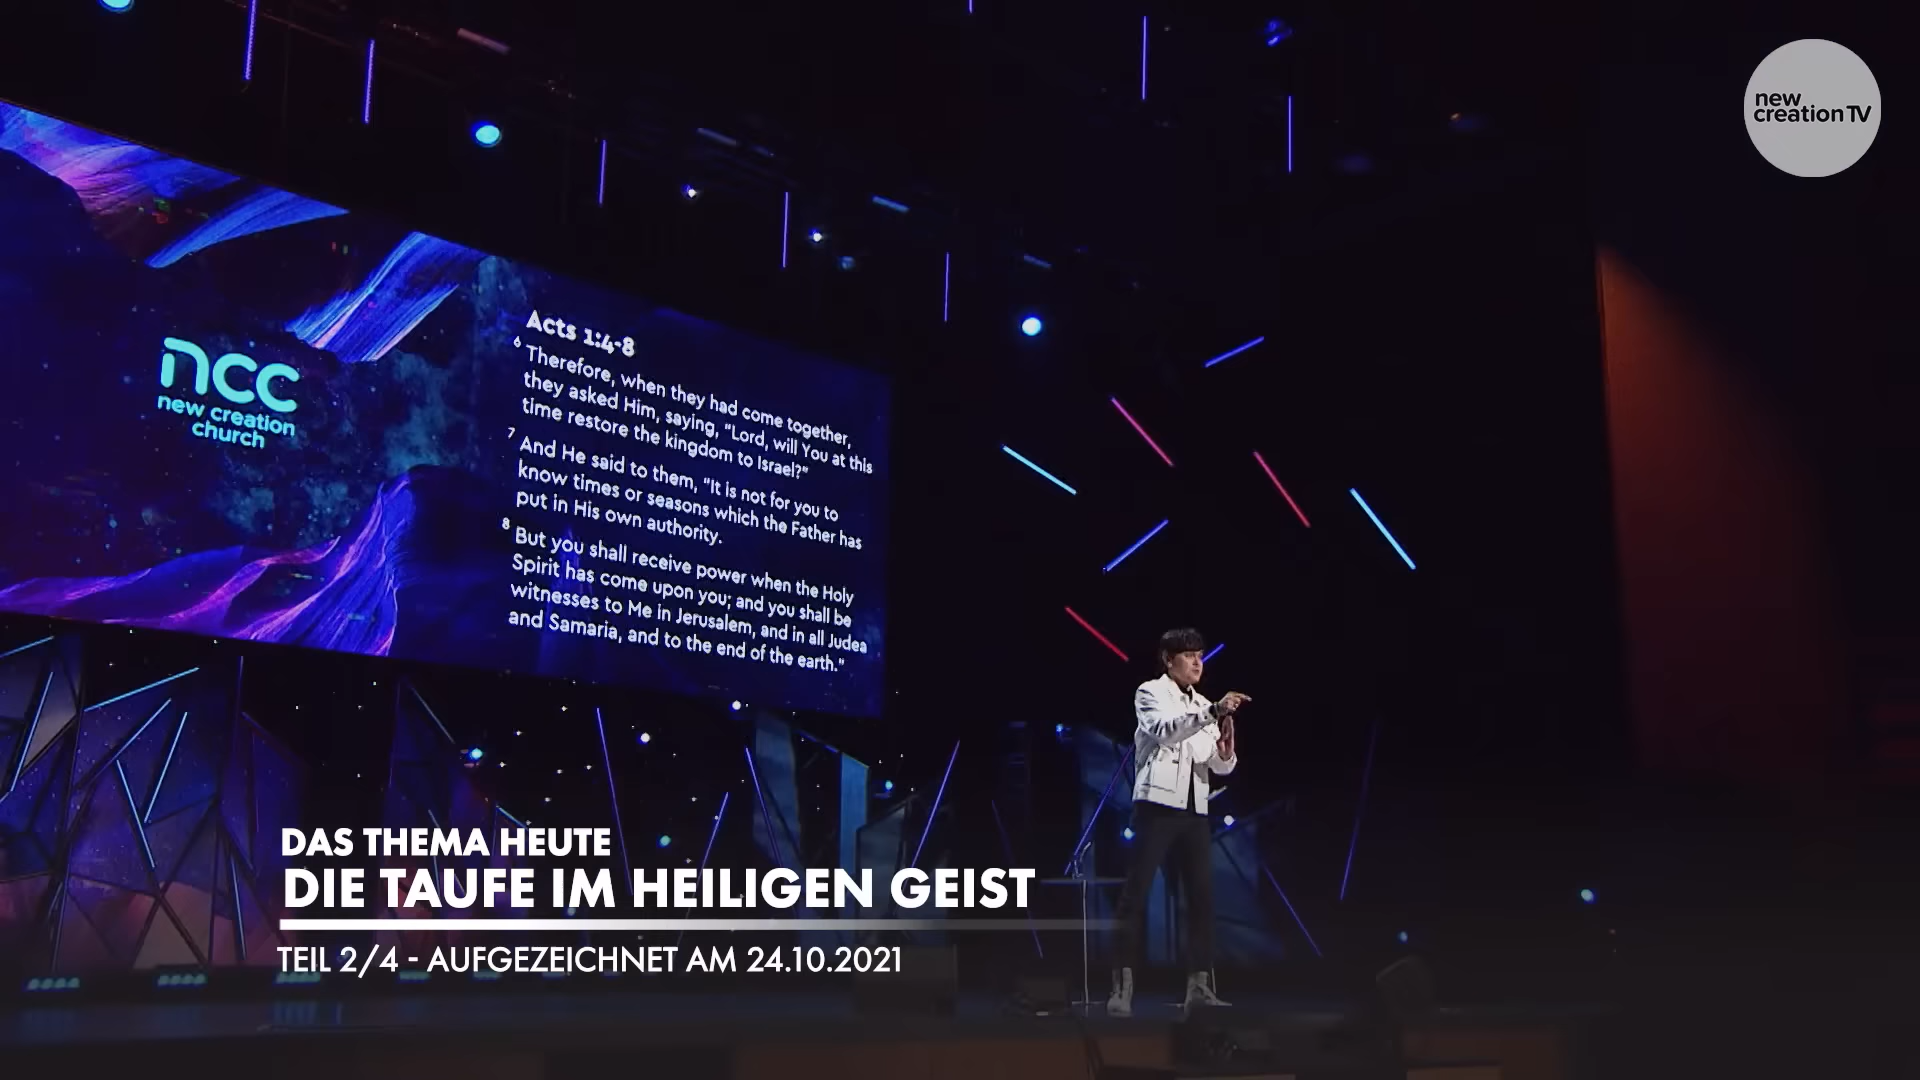 new
creation TV
Acts 1:4-8
6 Therefore, when they had come together,
they asked Him, saying, "Lord, will You at this
time restore the kingdom to Israel?"
7 And He said to them, "It is not for you to
know times or seasons which the Father has
put in His own authority.
8 But you shall receive power when the Holy
Spirit has come upon you; and you shall be
witnesses to Me in Jerusalem, and in all Judea
and Samaria, and to the end of the earth."
ncc
new creation
church
DAS THEMA HEUTE
DIE TAUFE IM HEILIGEN GEIST
TEIL 2/4 - AUFGEZEICHNET AM 24.10.2021